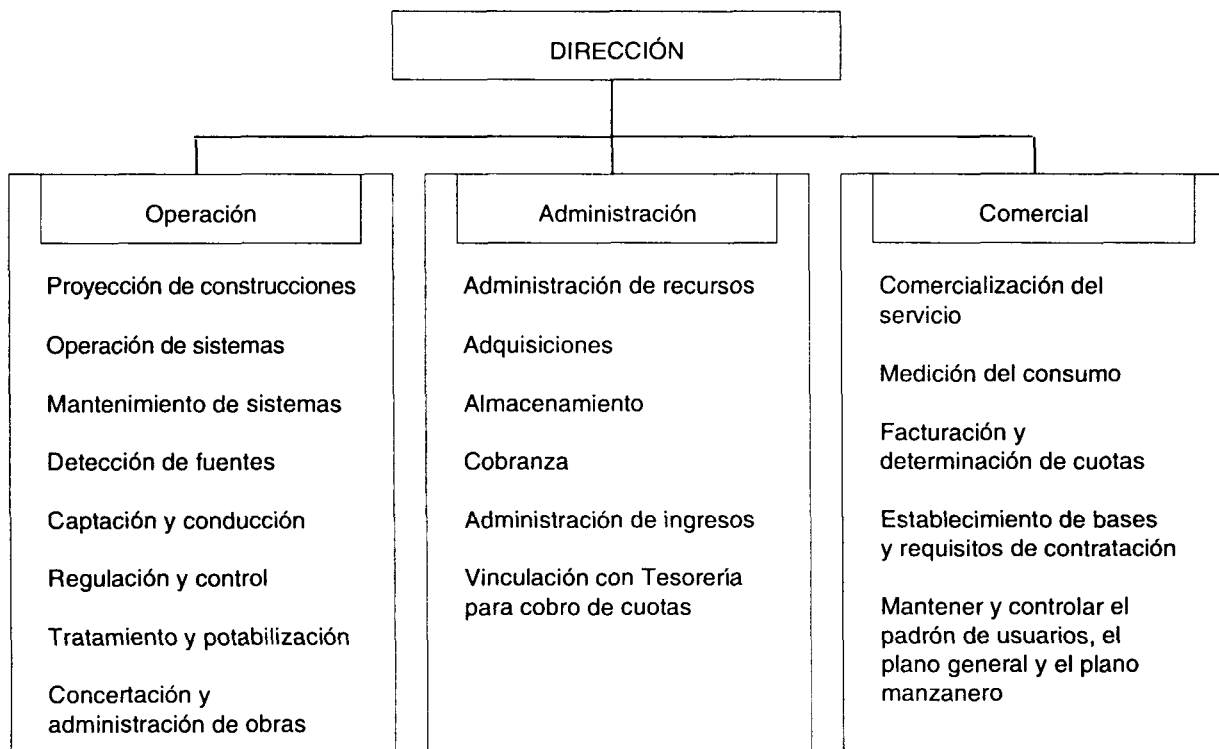 DIRECCIÓN
Operación
Proyección de construcciones
Operación de sistemas
Mantenimiento de sistemas
Detección de fuentes
Captación y conducción
Regulación y control
Tratamiento y potabilización
Concertación y
administración de obras
Administración
Administración de recursos
Adquisiciones
Almacenamiento
Cobranza
Administración de ingresos
Vinculación con Tesorería
para cobro de cuotas
Comercial
Comercialización del
servicio
Medición del consumo
Facturación y
determinación de cuotas
Establecimiento de bases
y requisitos de contratación
Mantener y controlar el
padrón de usuarios, el
plano general y el plano
manzanero